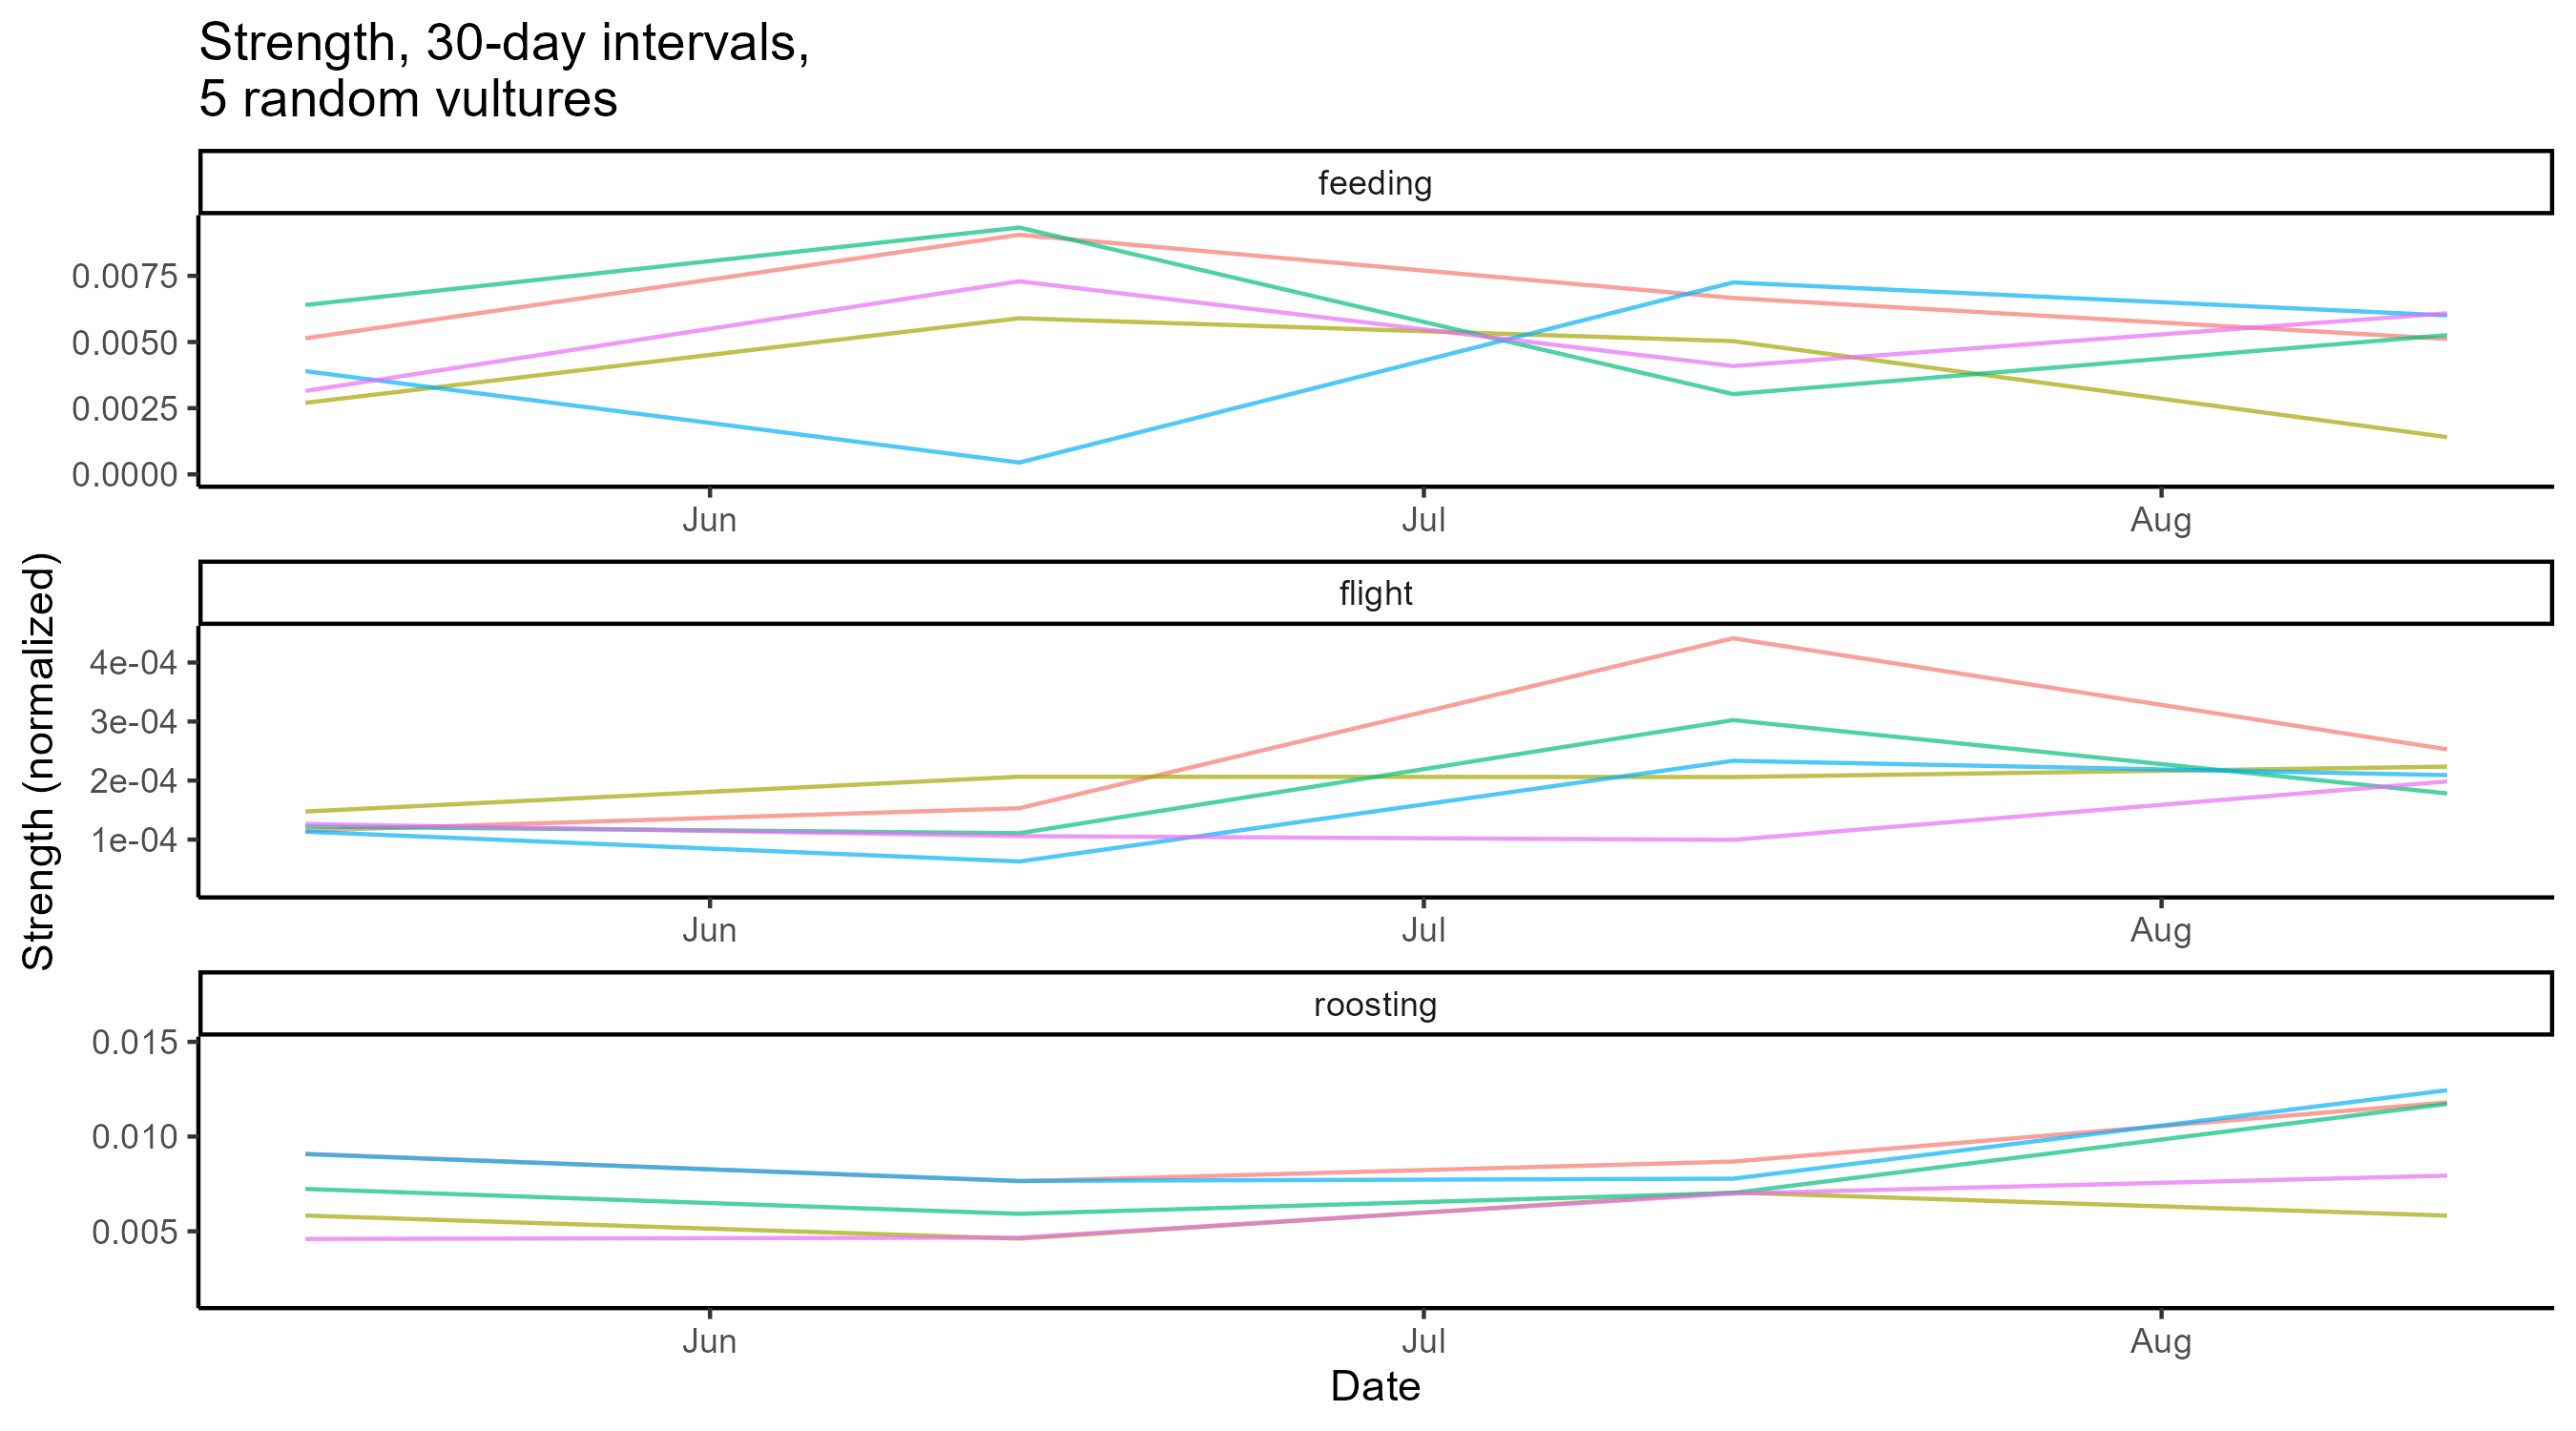 Strength, 30-day intervals,
5 random vultures
feeding
0.0075
0.0050
0.0025
0.0000
Jun Jul Aug
flight
4e-04
3e-04
2e-04
1e-04
Jun Jul Aug
Strength (normalized)
roosting
0.015
0.010
0.005
Jun Jul Aug
Date